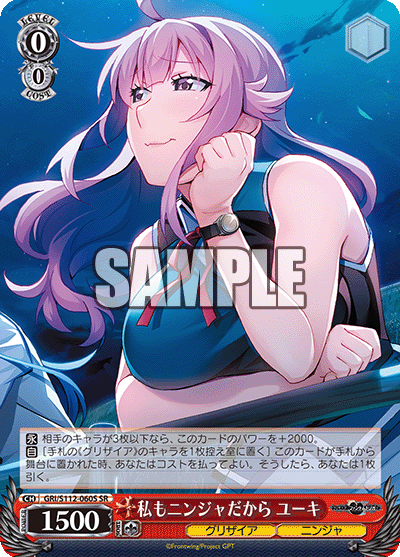 LEVEL
0
0
COST
SAMPLE
永 相手のキャラが3枚以下なら、このカードのパワーを+2000。
自 [手札の《グリザイア》のキャラを1枚控え室に置く] このカードが手札から
舞台に置かれた時、あなたはコストを払ってよい。そうしたら、あなたは1枚
引く。
CH GRI/S112-060S SR
POWER
1500
私もニンジャだから ユーキ
グリザイア
ニンジャ
©Frontwing/Project GPT